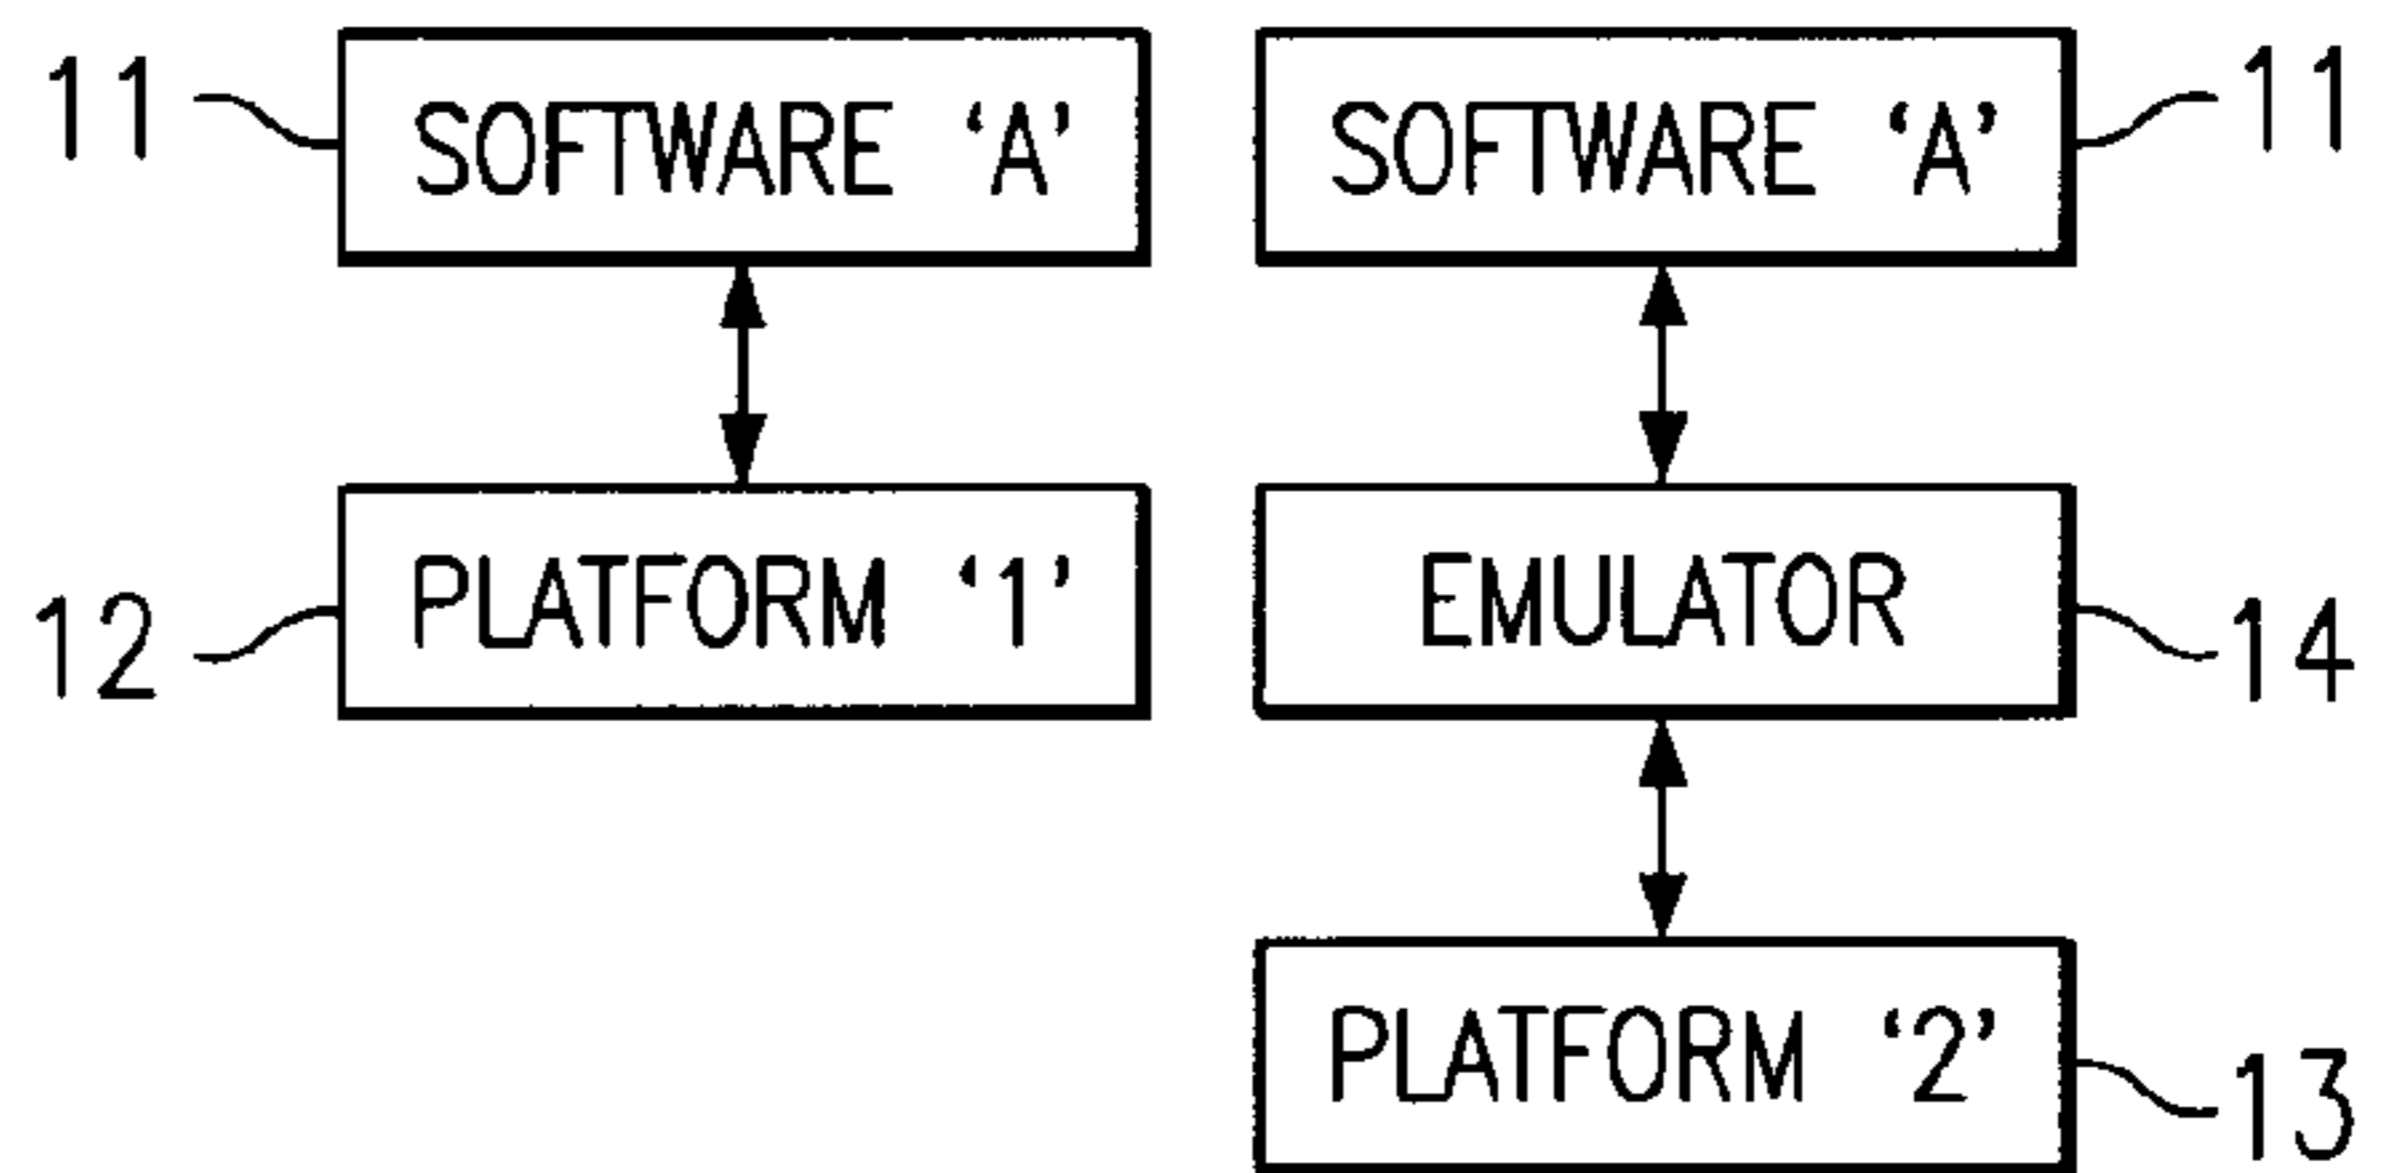 11 SOFTWARE ‘A’ SOFTWARE ‘A’ 11
12 PLATFORM ‘1’ EMULATOR 14
PLATFORM ‘2’ 13